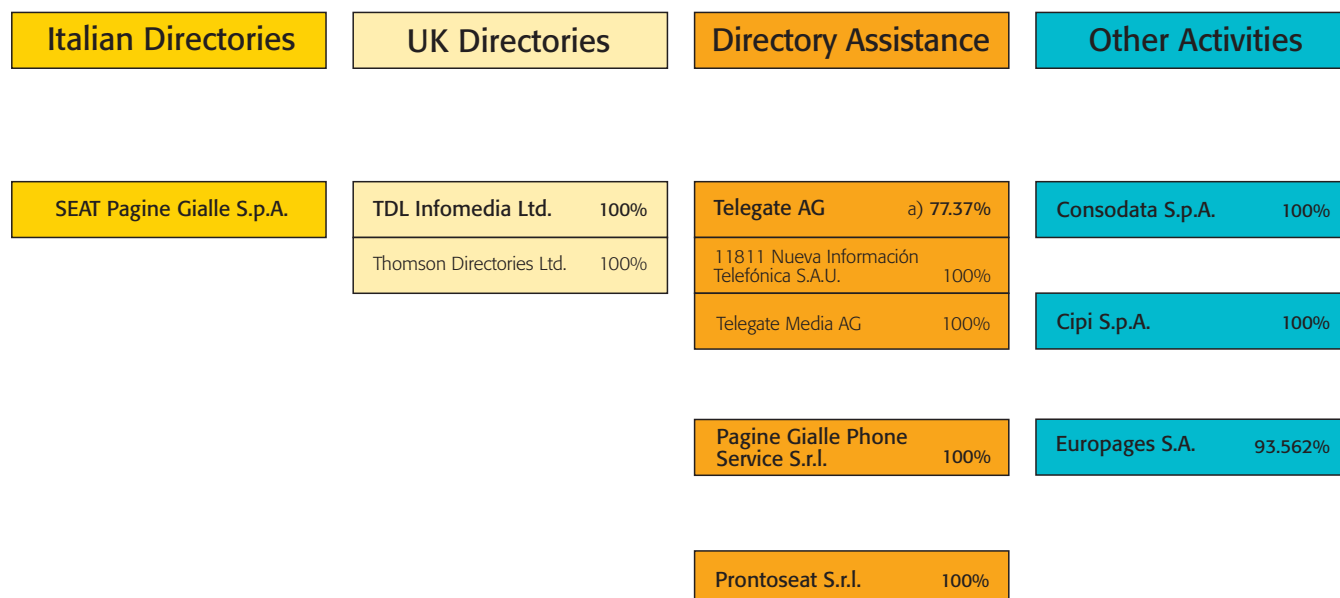 Italian Directories
UK Directories
Directory Assistance
Other Activities
SEAT Pagine Gialle S.p.A.
TDL Infomedia Ltd. 100%
Thomson Directories Ltd. 100%
Telegate AG a) 77.37%
11811 Nueva Información
Telefónica S.A.U. 100%
Telegate Media AG 100%
Pagine Gialle Phone
Service S.r.l. 100%
Prontoseat S.r.l. 100%
Consodata S.p.A. 100%
Cipi S.p.A. 100%
Europages S.A. 93.562%